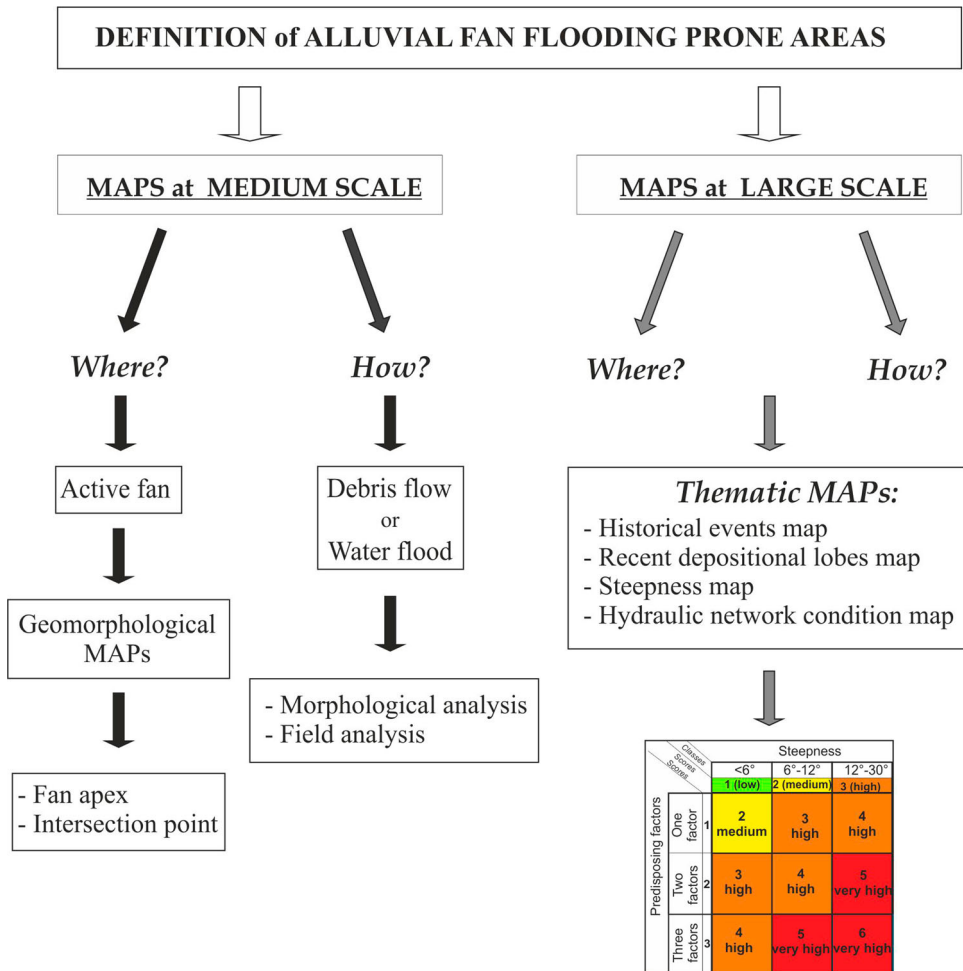 DEFINITION of ALLUVIAL FAN FLOODING PRONE AREAS
MAPS at MEDIUM SCALE
MAPS at LARGE SCALE
Where?
How?
Where?
How?
Active fan
Debris flow
or
Water flood
Geomorphological
MAPs
- Morphological analysis
- Field analysis
- Fan apex
- Intersection point
Thematic MAPs:
- Historical events map
- Recent depositional lobes map
- Steepness map
- Hydraulic network condition map
Classes
Scores
Scores
Steepness
<6° 6°-12° 12°-30°
1 (low) 2 (medium) 3 (high)
Predisposing factors
One
factor
1
2
medium
3
high
4
high
Two
factors
2
3
high
4
high
5
very high
Three
factors
3
4
high
5
very high
6
very high